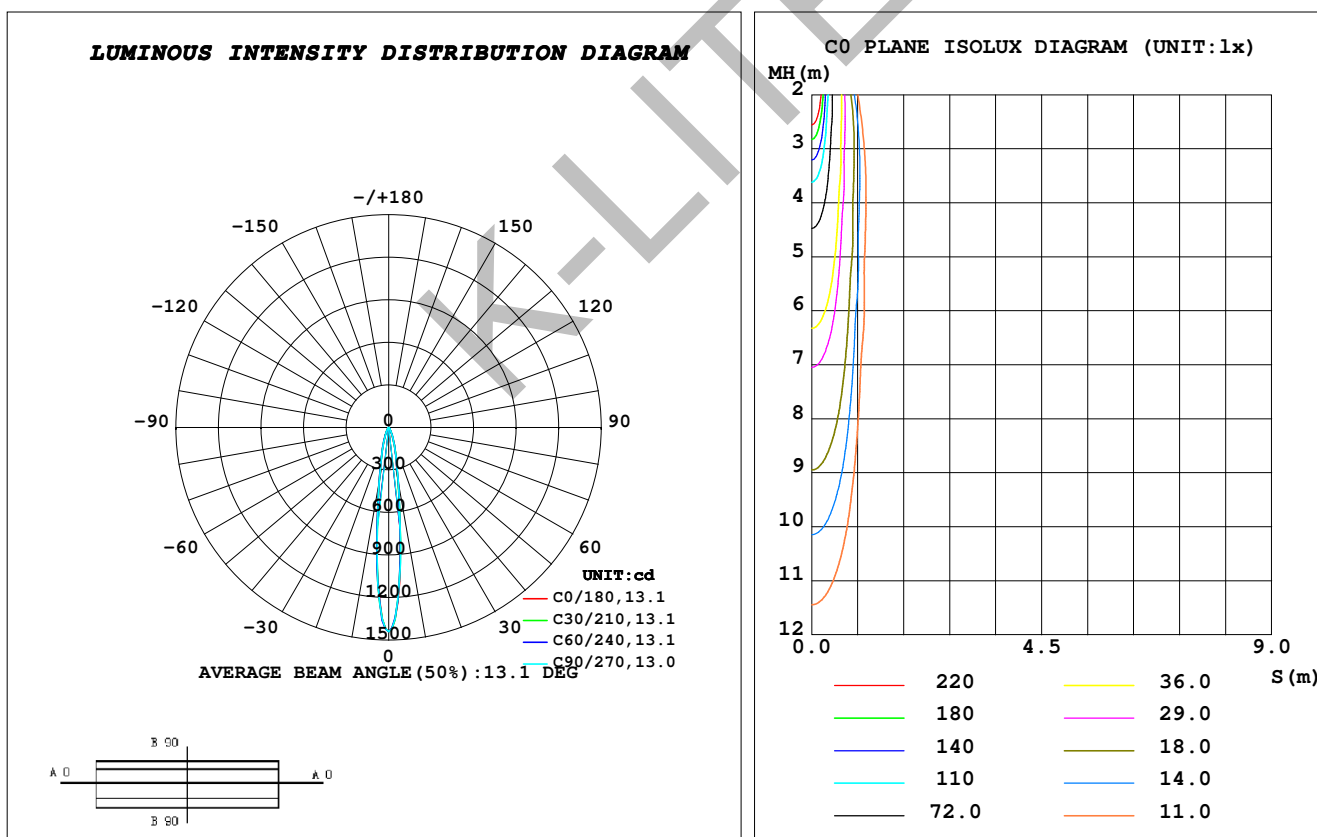 LUMINOUS INTENSITY DISTRIBUTION DIAGRAM
-/+180
-150
150
-120
120
-90
90
-60
60
-30
30
0
0
300
600
900
1200
1500
UNIT:cd
C0/180,13.1
C30/210,13.1
C60/240,13.1
C90/270,13.0
AVERAGE BEAM ANGLE(50%):13.1 DEG
B 90
A 0
A 0
B 90
C0 PLANE ISOLUX DIAGRAM (UNIT:lx)
MH(m)
2
3
4
5
6
7
8
9
10
11
12
0.0
4.5
9.0
S(m)
220
36.0
180
29.0
140
18.0
110
14.0
72.0
11.0
K-LITE